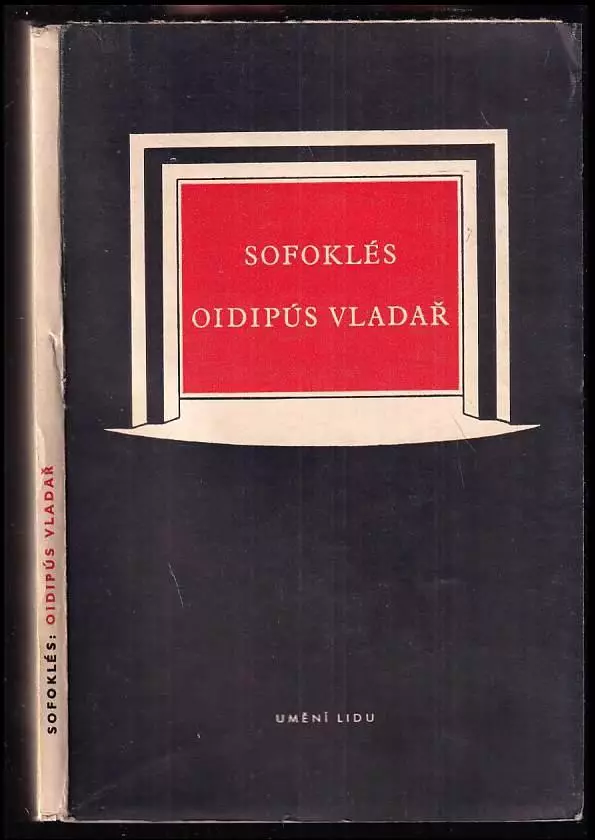 SOFOKLÉS
OIDIPÚS VLADAŘ
UMĚNÍ LIDU
SOFOKLÉS: OIDIPÚS VLADAŘ